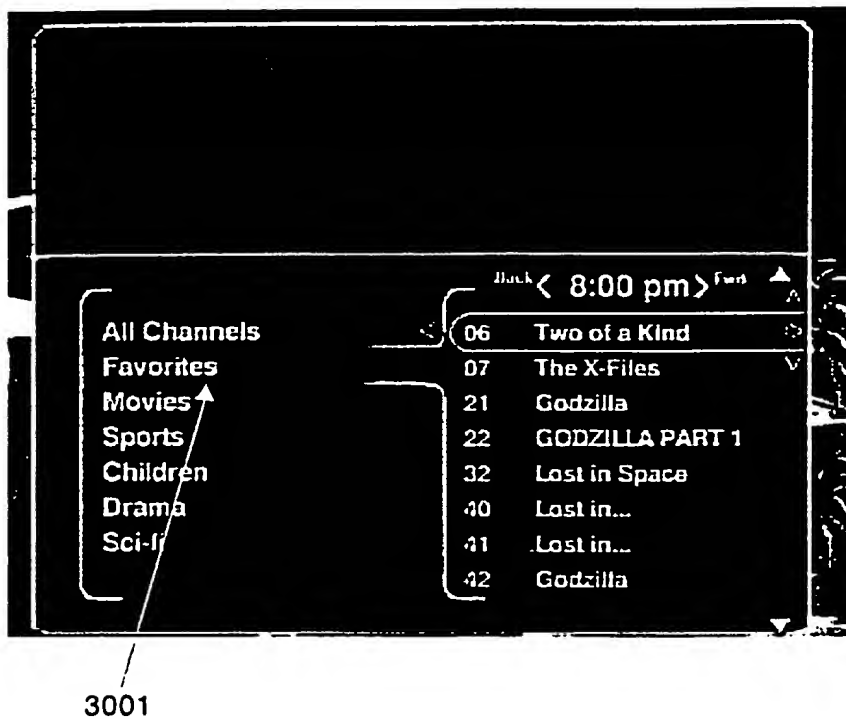 Back < 8:00 pm > Fwd
All Channels
Favorites
Movies
Sports
Children
Drama
Sci-fi
06 Two of a Kind
07 The X-Files
21 Godzilla
22 GODZILLA PART 1
32 Lost in Space
40 Lost in...
41 Lost in...
42 Godzilla
3001